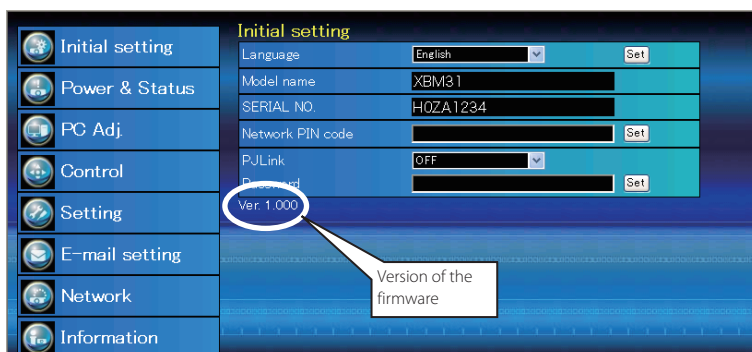 Initial setting
Power & Status
PC Adj.
Control
Setting
E-mail setting
Network
Information
Initial setting
Language English Set
Model name XBM31
SERIAL NO. H0ZA1234
Network PIN code Set
PJLink OFF
Password Set
Ver. 1.000
Version of the
firmware